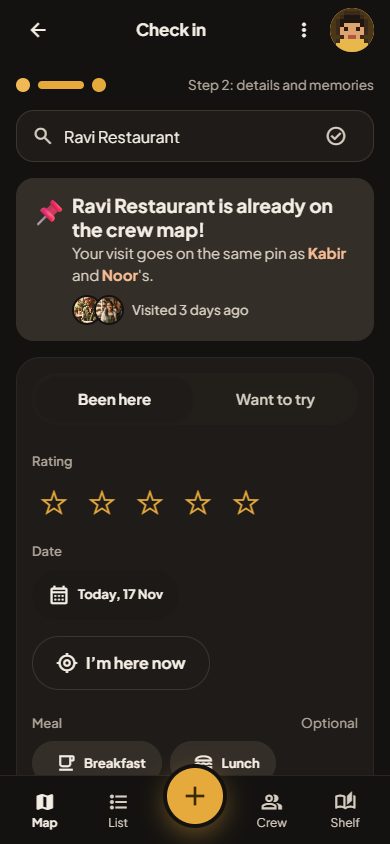 Check in
Step 2: details and memories
Ravi Restaurant
Ravi Restaurant is already on
the crew map!
Your visit goes on the same pin as Kabir
and Noor's.
Visited 3 days ago
Been here
Want to try
Rating
Date
Today, 17 Nov
I'm here now
Meal
Optional
Breakfast
Lunch
Map
List
Crew
Shelf